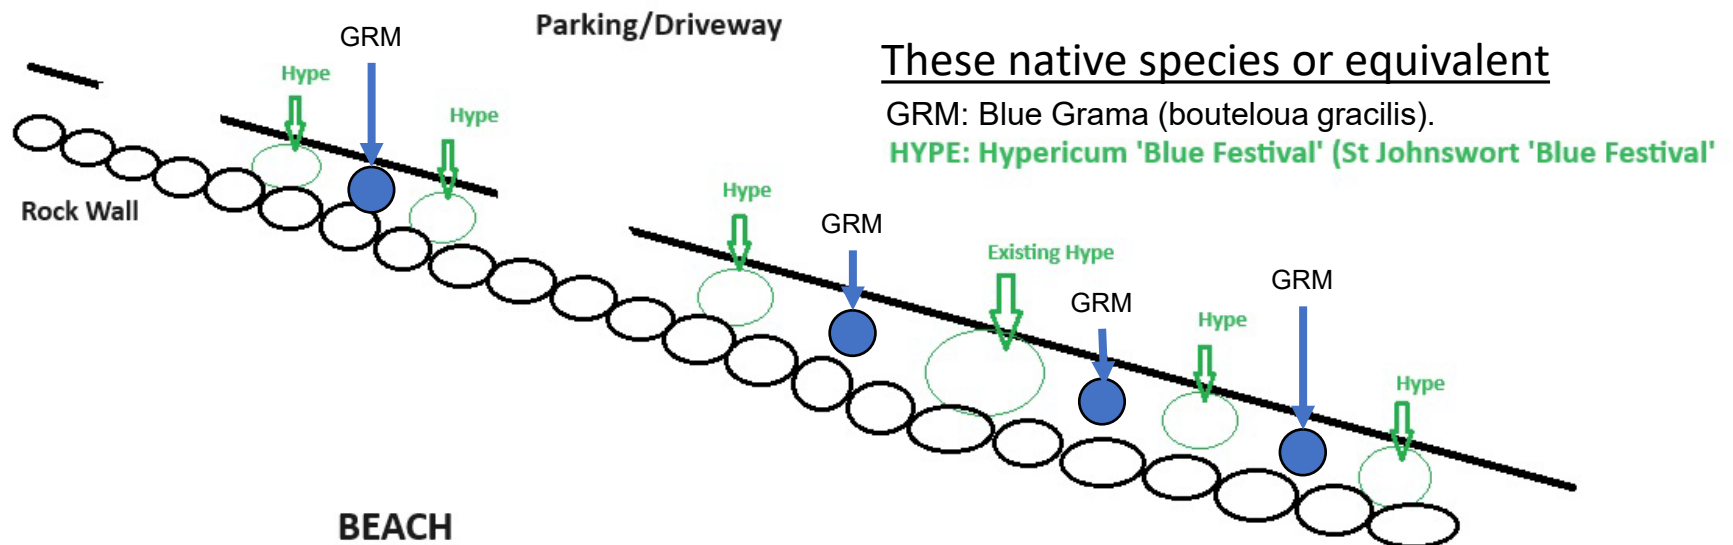 Parking/Driveway
GRM
These native species or equivalent
Hype
GRM: Blue Grama (bouteloua gracilis).
Hype
HYPE: Hypericum 'Blue Festival' (St Johnswort 'Blue Festival'
Rock Wall
Hype
GRM
Existing Hype
GRM
GRM
Hype
Hype
BEACH